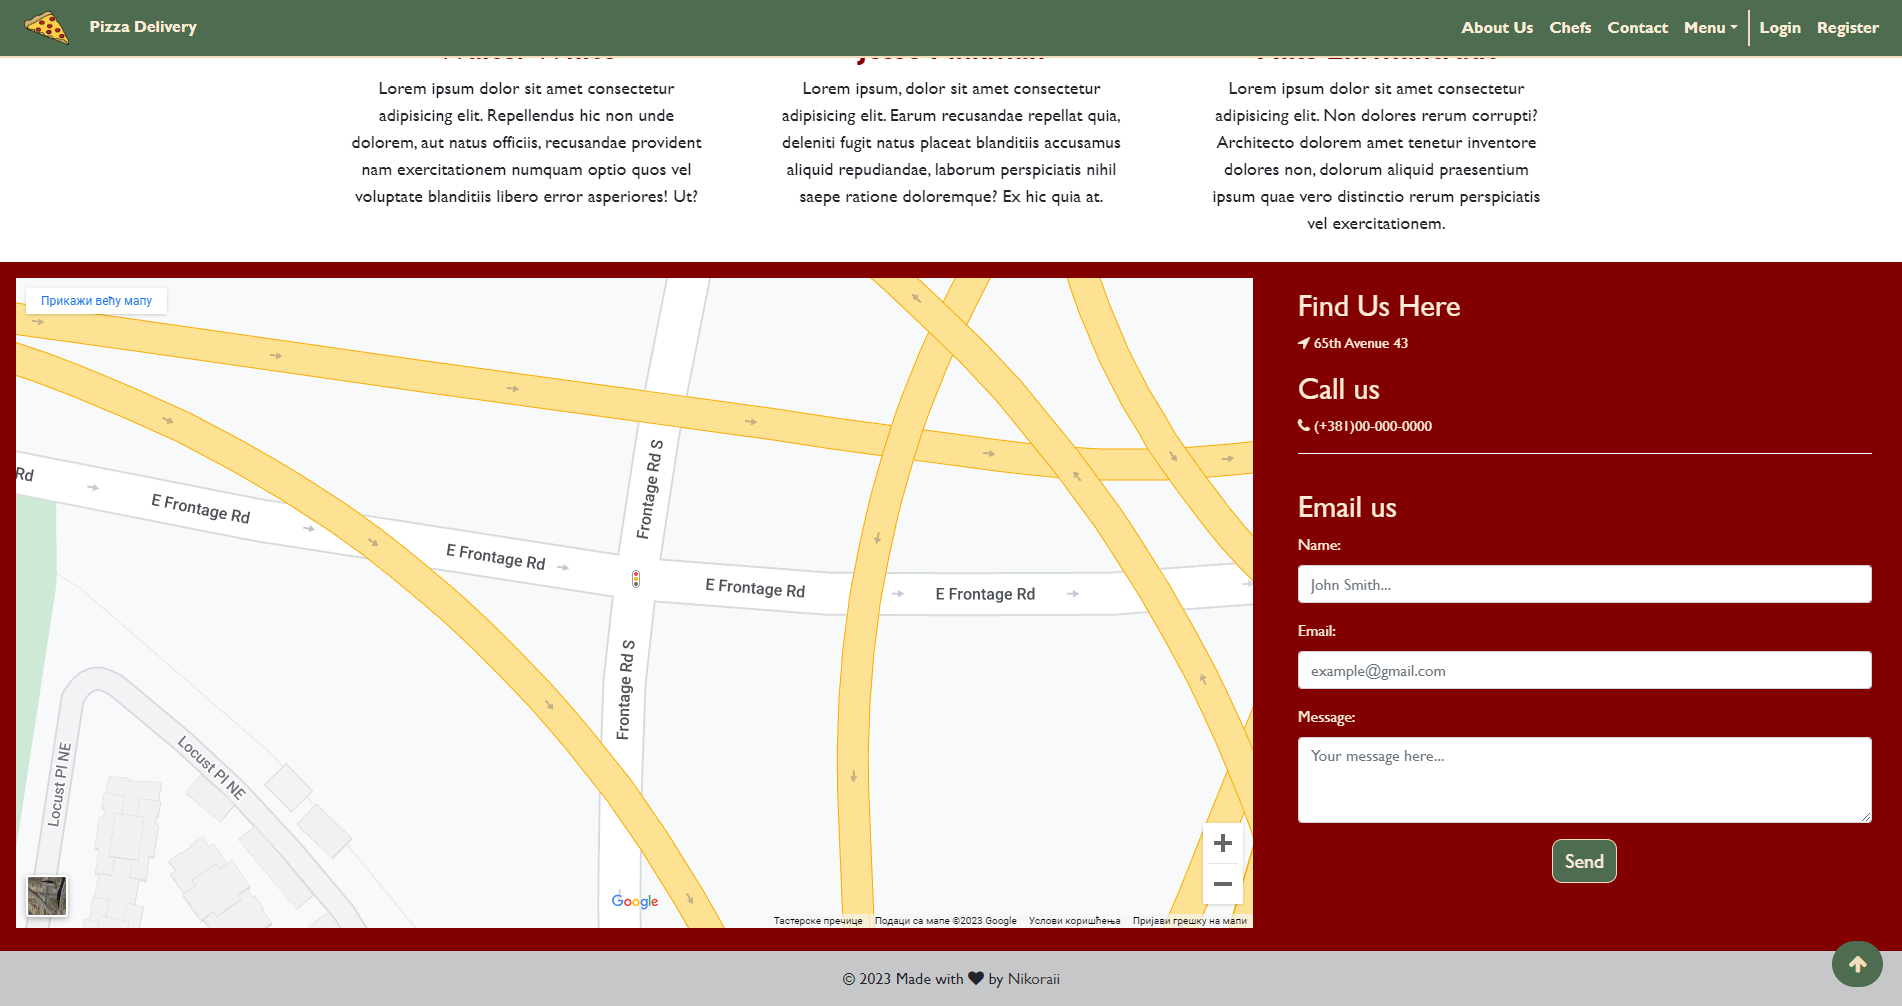 Pizza Delivery
About Us Chefs Contact Menu Login Register
Lorem ipsum dolor sit amet consectetur
adipisicing elit. Repellendus hic non unde
dolorem, aut natus officiis, recusandae provident
nam exercitationem numquam optio quos vel
voluptate blanditiis libero error asperiores! Ut?
Lorem ipsum, dolor sit amet consectetur
adipisicing elit. Earum recusandae repellat quia,
deleniti fugit natus placeat blanditiis accusamus
aliquid repudiandae, laborum perspiciatis nihil
saepe ratione doloremque? Ex hic quia at.
Lorem ipsum dolor sit amet consectetur
adipisicing elit. Non dolores rerum corrupti?
Architecto dolorem amet tenetur inventore
dolores non, dolorum aliquid praesentium
ipsum quae vero distinctio rerum perspiciatis
vel exercitationem.
Прикажи већу мапу
Rd
E Frontage Rd
E Frontage Rd
E Frontage Rd
E Frontage Rd
Frontage Rd S
Frontage Rd S
Locust Pl NE
Locust Pl NE
Google
Тастерске пречице Подаци са мапе ©2023 Google Услови коришћења Пријави грешку на мапи
Find Us Here
65th Avenue 43
Call us
(+381)00-000-0000
Email us
Name:
John Smith...
Email:
example@gmail.com
Message:
Your message here...
Send
© 2023 Made with by Nikoraii